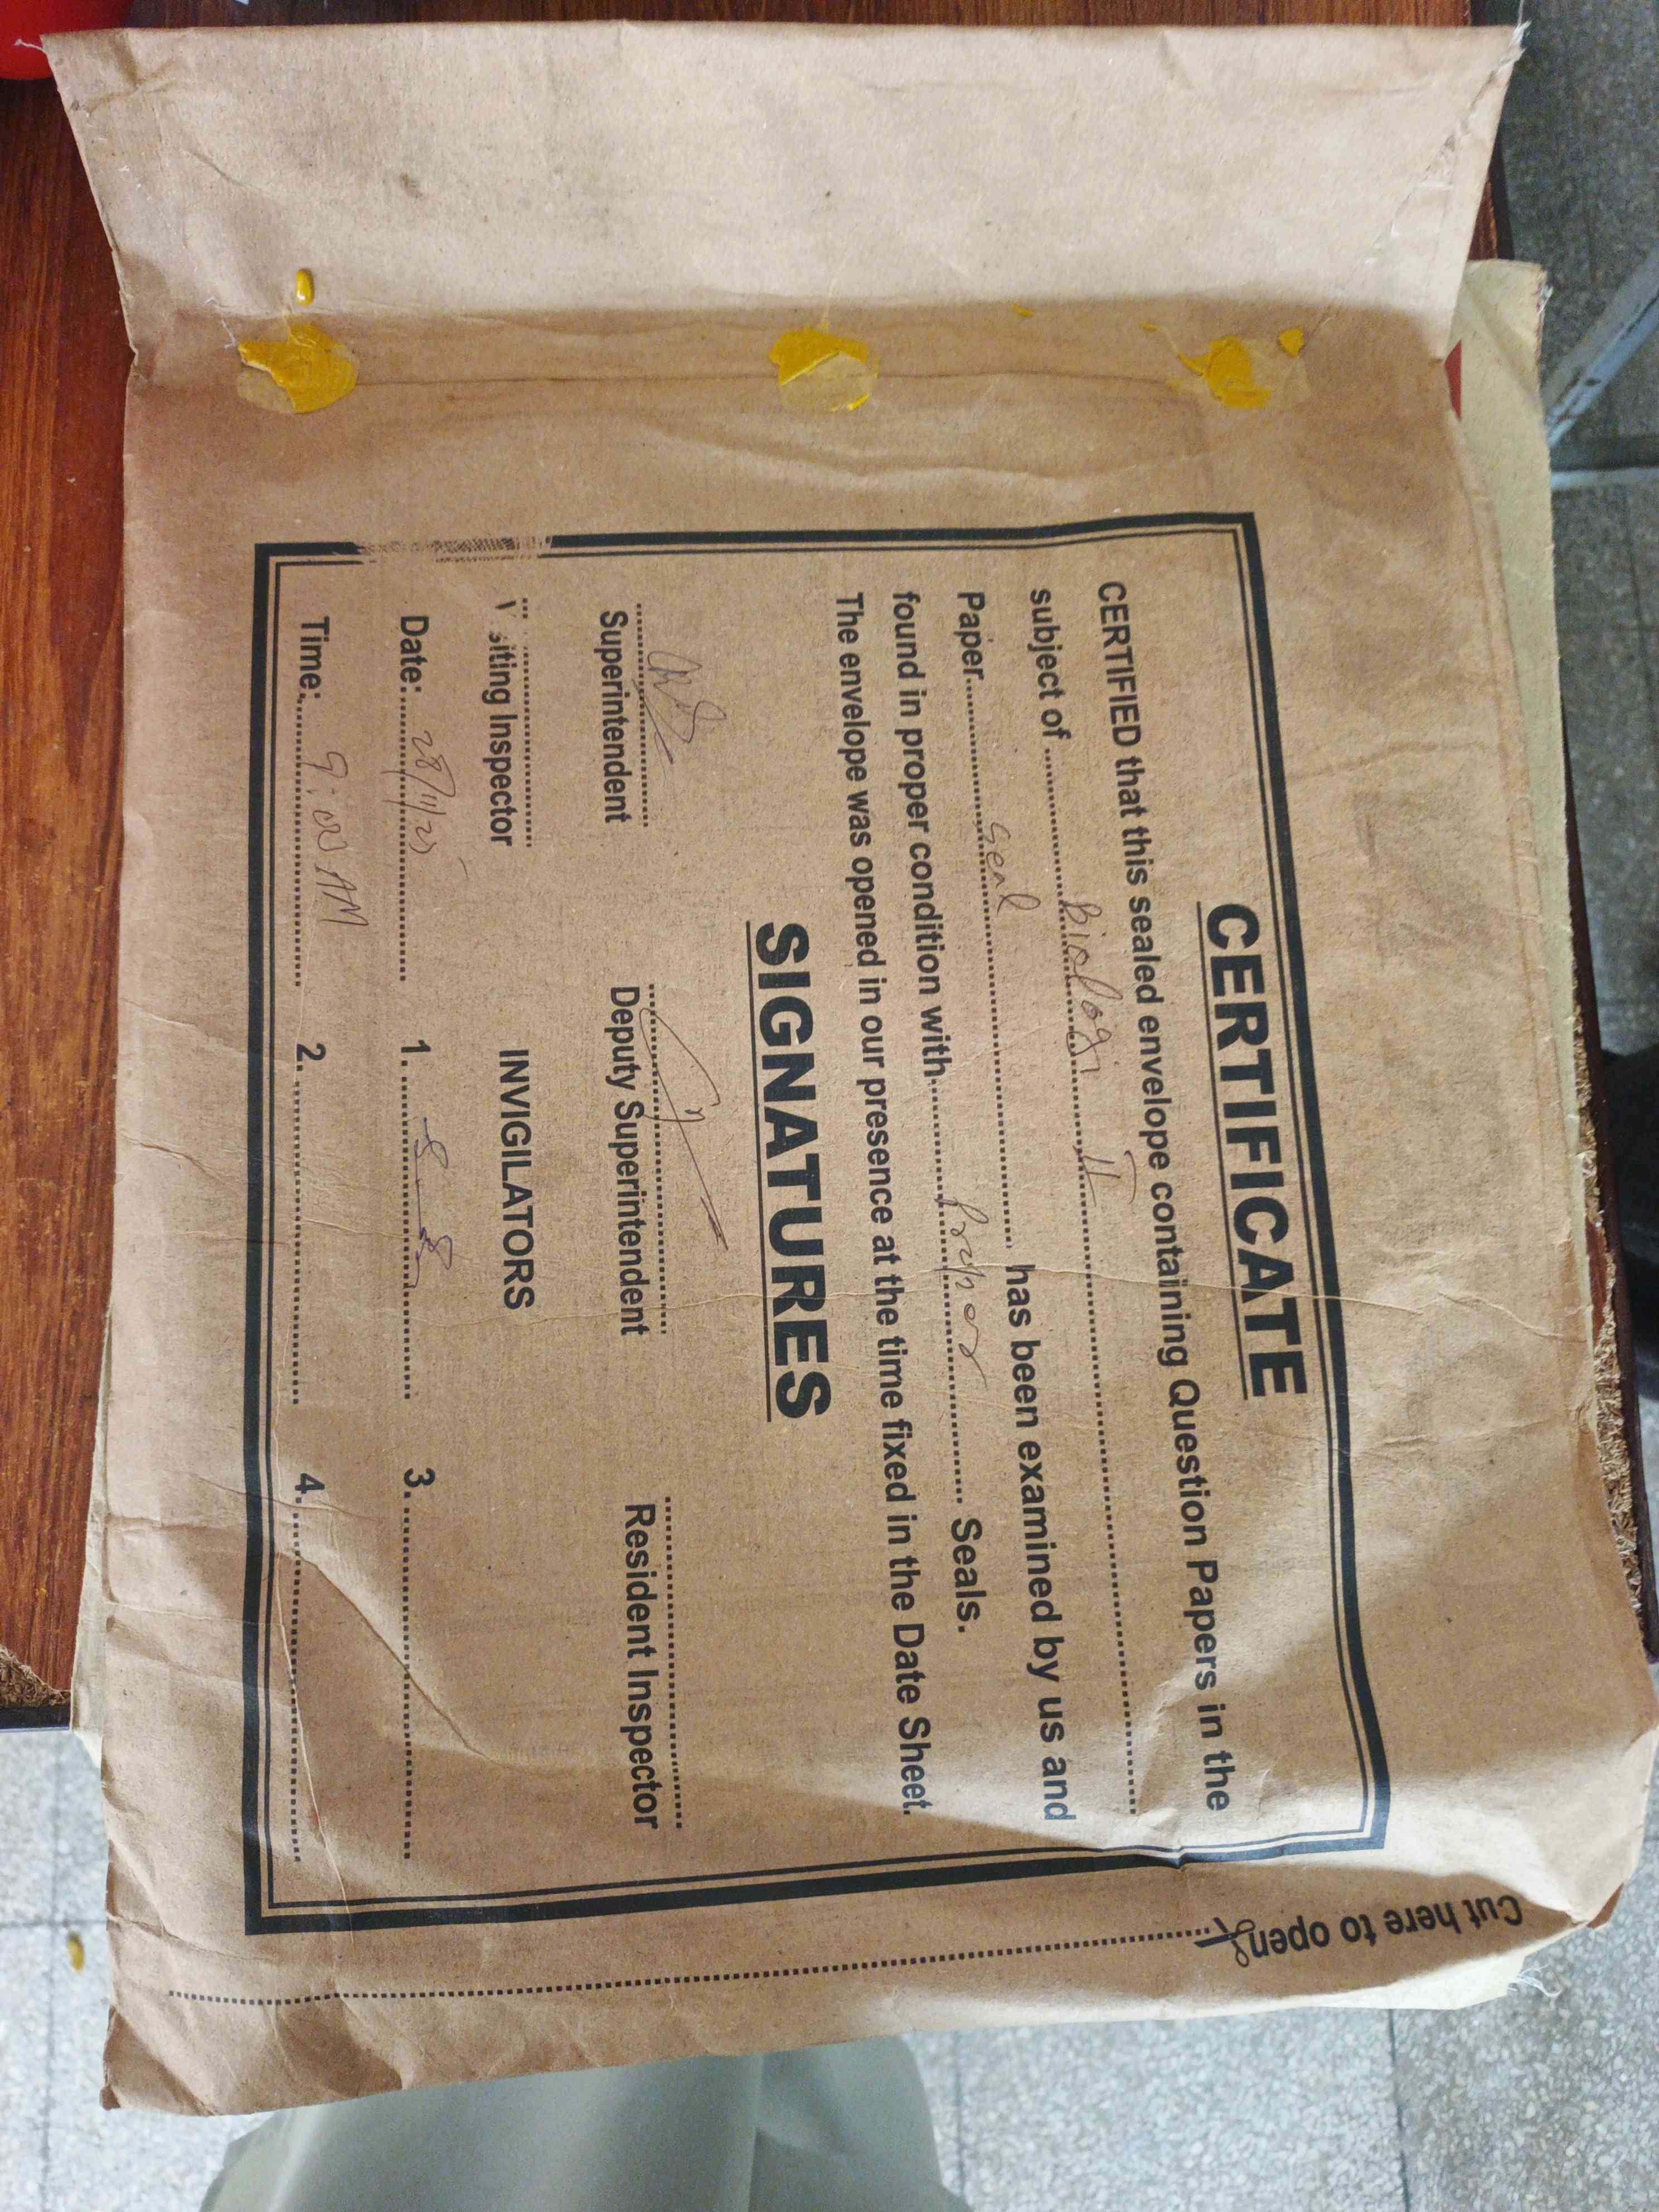 CERTIFICATE
CERTIFIED that this sealed envelope containing Question Papers in the
subject of .......... Biology II ..........
Paper.......... Seal .......... has been examined by us and
found in proper condition with.......... Proper .......... Seals.
The envelope was opened in our presence at the time fixed in the Date Sheet.
SIGNATURES
Superintendent Deputy Superintendent Resident Inspector
siting Inspector INVIGILATORS
Date: 28/11/25 1. .......... 3. ..........
Time: 9:00 AM 2. .......... 4. ..........
Cut here to open